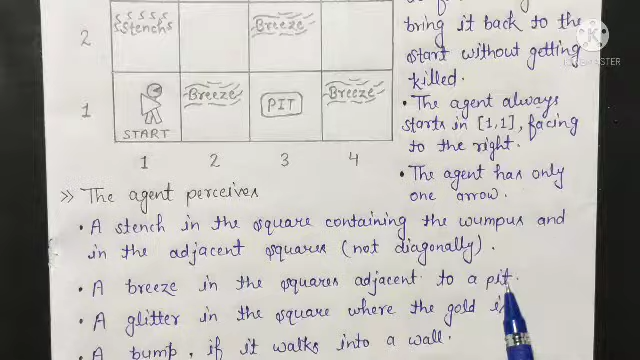 2
SSSSS
Stench
Breeze
bring it back to the
start without getting
killed.
1
START
Breeze
PIT
Breeze
1 2 3 4
• The agent always
starts in [1,1], facing
to the right.
• The agent has only
one arrow.
>> The agent perceives
• A stench in the square containing the wumpus and
in the adjacent squares (not diagonally).
• A breeze in the squares adjacent to a pit.
• A glitter in the square where the gold
• A bump, if it walks into a wall.